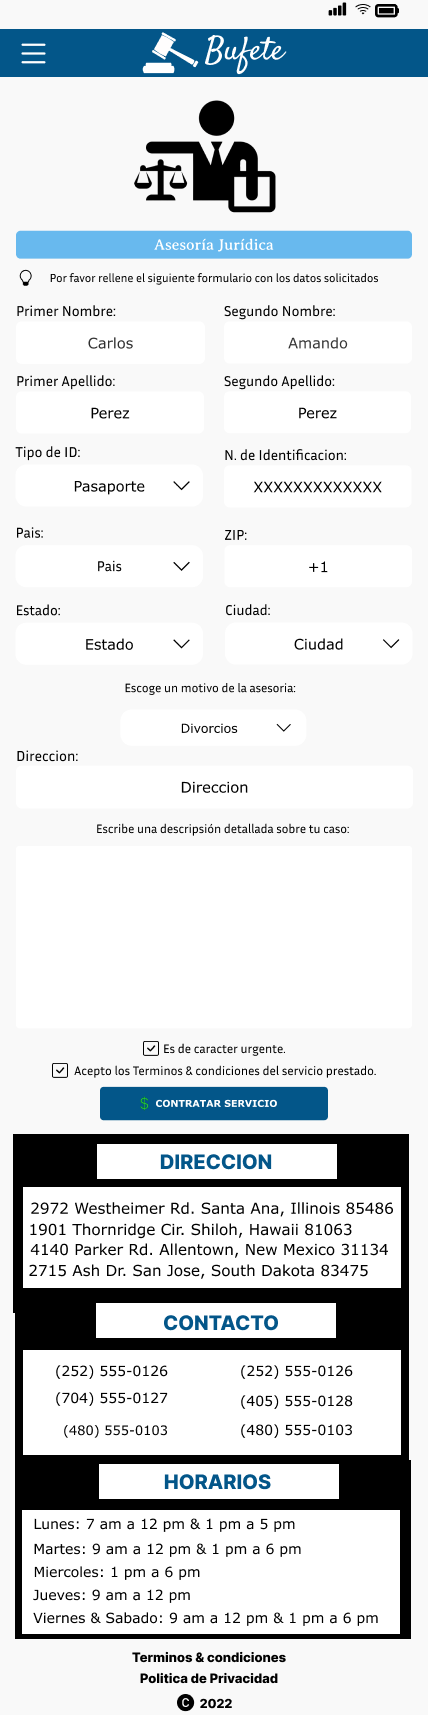 Bufete
Asesoría Jurídica
Por favor rellene el siguiente formulario con los datos solicitados
Primer Nombre: Segundo Nombre:
Carlos Amando
Primer Apellido: Segundo Apellido:
Perez Perez
Tipo de ID: N. de Identificacion:
Pasaporte XXXXXXXXXXXXX
Pais: ZIP:
Pais +1
Estado: Ciudad:
Estado Ciudad
Escoge un motivo de la asesoria:
Divorcios
Direccion:
Direccion
Escribe una descripsión detallada sobre tu caso:
Es de caracter urgente.
Acepto los Terminos & condiciones del servicio prestado.
$ CONTRATAR SERVICIO
DIRECCION
2972 Westheimer Rd. Santa Ana, Illinois 85486
1901 Thornridge Cir. Shiloh, Hawaii 81063
4140 Parker Rd. Allentown, New Mexico 31134
2715 Ash Dr. San Jose, South Dakota 83475
CONTACTO
(252) 555-0126 (252) 555-0126
(704) 555-0127 (405) 555-0128
(480) 555-0103 (480) 555-0103
HORARIOS
Lunes: 7 am a 12 pm & 1 pm a 5 pm
Martes: 9 am a 12 pm & 1 pm a 6 pm
Miercoles: 1 pm a 6 pm
Jueves: 9 am a 12 pm
Viernes & Sabado: 9 am a 12 pm & 1 pm a 6 pm
Terminos & condiciones
Politica de Privacidad
© 2022